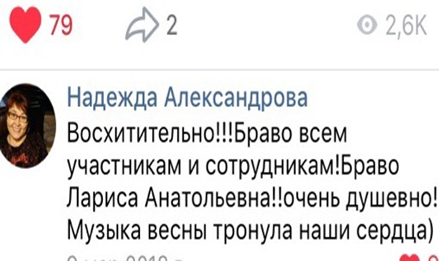 79 2 2,6K
Надежда Александрова
Восхитительно!!!Браво всем
участникам и сотрудникам!Браво
Лариса Анатольевна!!очень душевно!
Музыка весны тронула наши сердца)